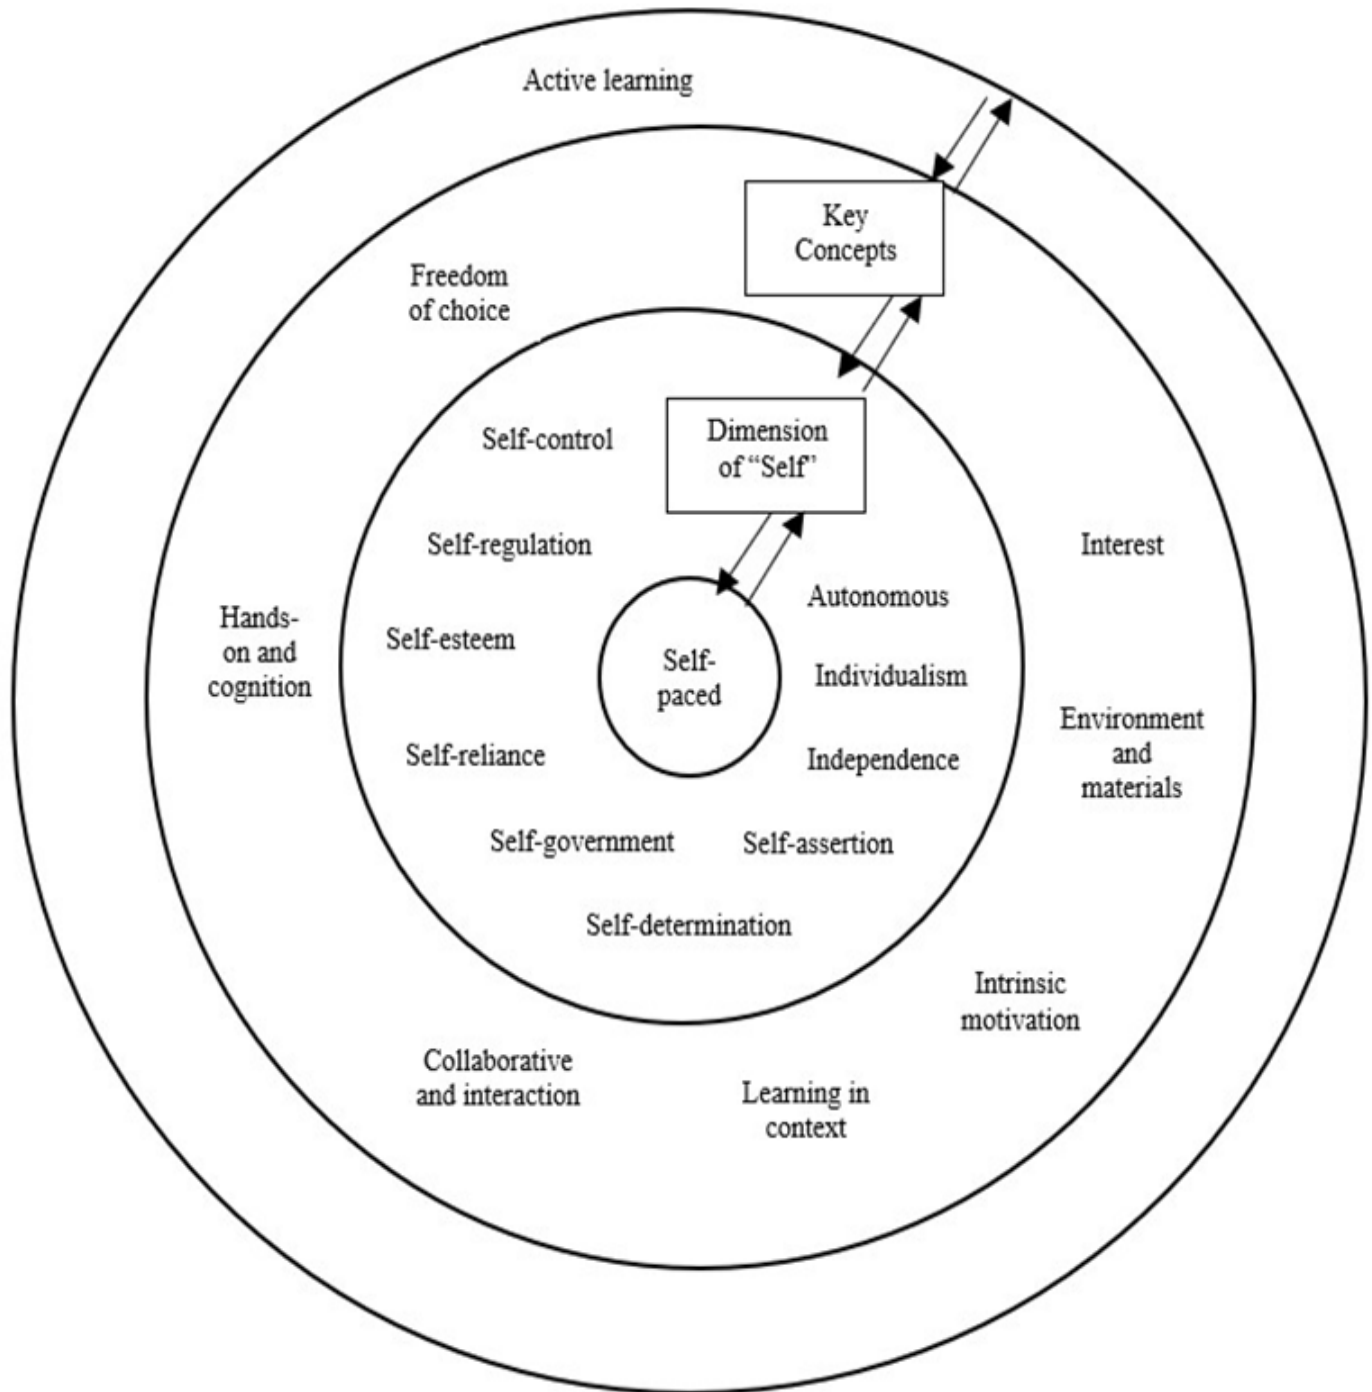 Active learning
Key
Concepts
Freedom
of choice
Dimension
of “Self”
Self-control
Self-regulation
Interest
Autonomous
Hands-
on and
cognition
Self-esteem
Self-
paced
Individualism
Environment
and
materials
Self-reliance
Independence
Self-government
Self-assertion
Self-determination
Intrinsic
motivation
Collaborative
and interaction
Learning in
context